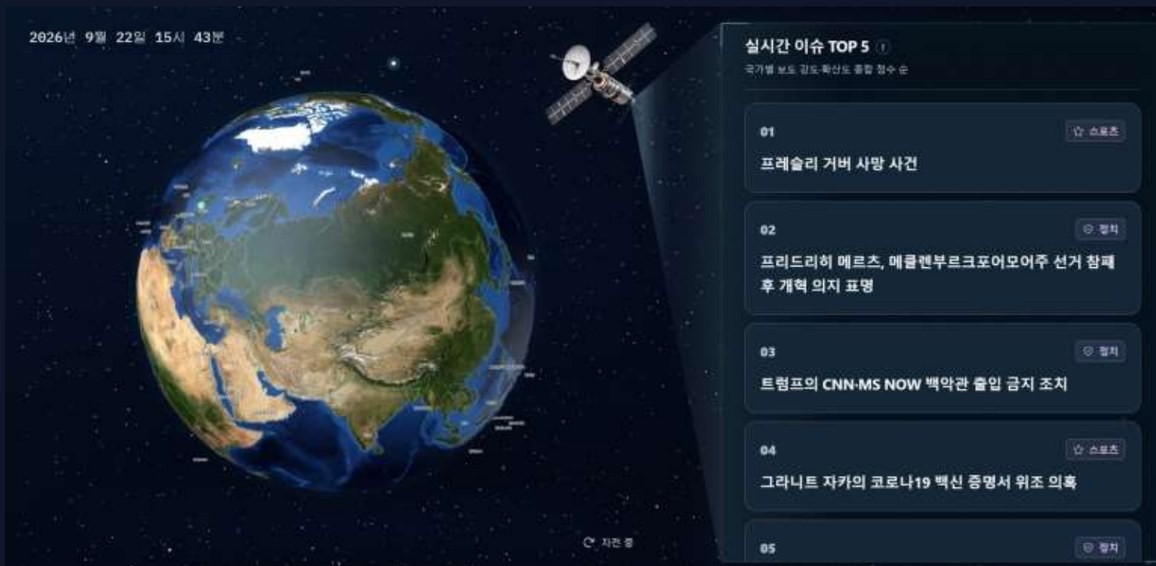 2026년 9월 22일 15시 43분
실시간 이슈 TOP 5
국가별 보도 강도·확산도 종합 점수 순
01
스포츠
프레슬리 거버 사망 사건
02
정치
프리드리히 메르츠, 메클렌부르크포어포어주 선거 참패
후 개혁 의지 표명
03
정치
트럼프의 CNN·MS NOW 백악관 출입 금지 조치
04
스포츠
그라니트 자카의 코로나19 백신 증명서 위조 의혹
05
정치
자전 중